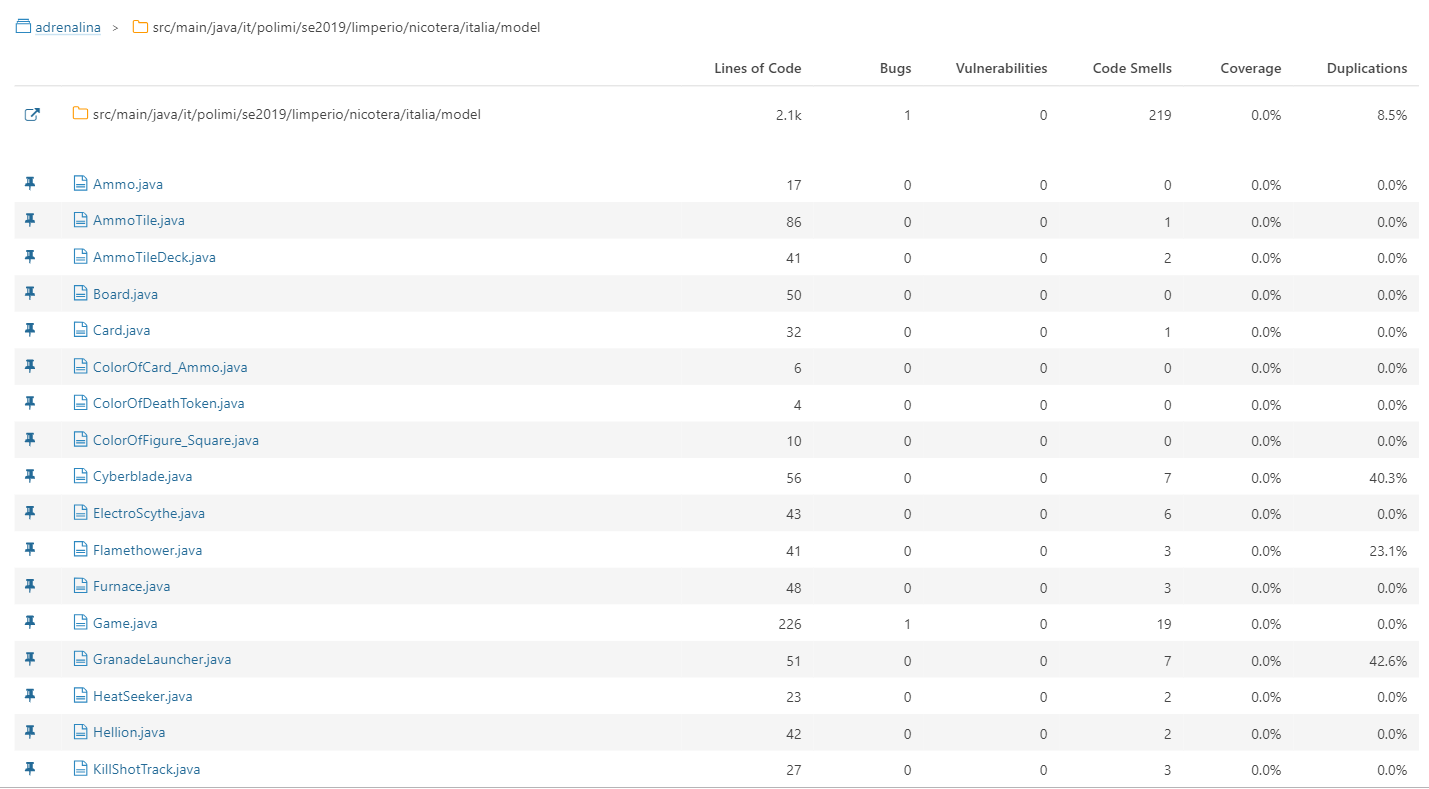 adrenalina > src/main/java/it/polimi/se2019/limperio/nicotera/italia/model
Lines of Code Bugs Vulnerabilities Code Smells Coverage Duplications
src/main/java/it/polimi/se2019/limperio/nicotera/italia/model 2.1k 1 0 219 0.0% 8.5%
Ammo.java 17 0 0 0 0.0% 0.0%
AmmoTile.java 86 0 0 1 0.0% 0.0%
AmmoTileDeck.java 41 0 0 2 0.0% 0.0%
Board.java 50 0 0 0 0.0% 0.0%
Card.java 32 0 0 1 0.0% 0.0%
ColorOfCard_Ammo.java 6 0 0 0 0.0% 0.0%
ColorOfDeathToken.java 4 0 0 0 0.0% 0.0%
ColorOfFigure_Square.java 10 0 0 0 0.0% 0.0%
Cyberblade.java 56 0 0 7 0.0% 40.3%
ElectroScythe.java 43 0 0 6 0.0% 0.0%
Flamethower.java 41 0 0 3 0.0% 23.1%
Furnace.java 48 0 0 3 0.0% 0.0%
Game.java 226 1 0 19 0.0% 0.0%
GranadeLauncher.java 51 0 0 7 0.0% 42.6%
HeatSeeker.java 23 0 0 2 0.0% 0.0%
Hellion.java 42 0 0 2 0.0% 0.0%
KillShotTrack.java 27 0 0 3 0.0% 0.0%